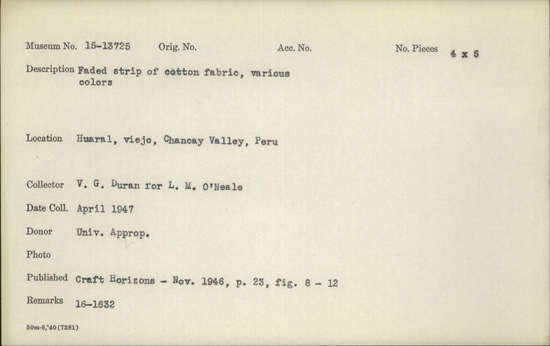 Museum No. 15-13725 Orig. No. Acc. No. No. Pieces 4 x 5
Description Faded strip of cotton fabric, various
colors
Location Huaral, viejo, Chancay Valley, Peru
Collector V. G. Duran for L. M. O'Neale
Date Coll. April 1947
Donor Univ. Approp.
Photo
Published Craft Horizons - Nov. 1946, p. 23, fig. 8 - 12
Remarks 16-1632
50m-8,'40(7281)